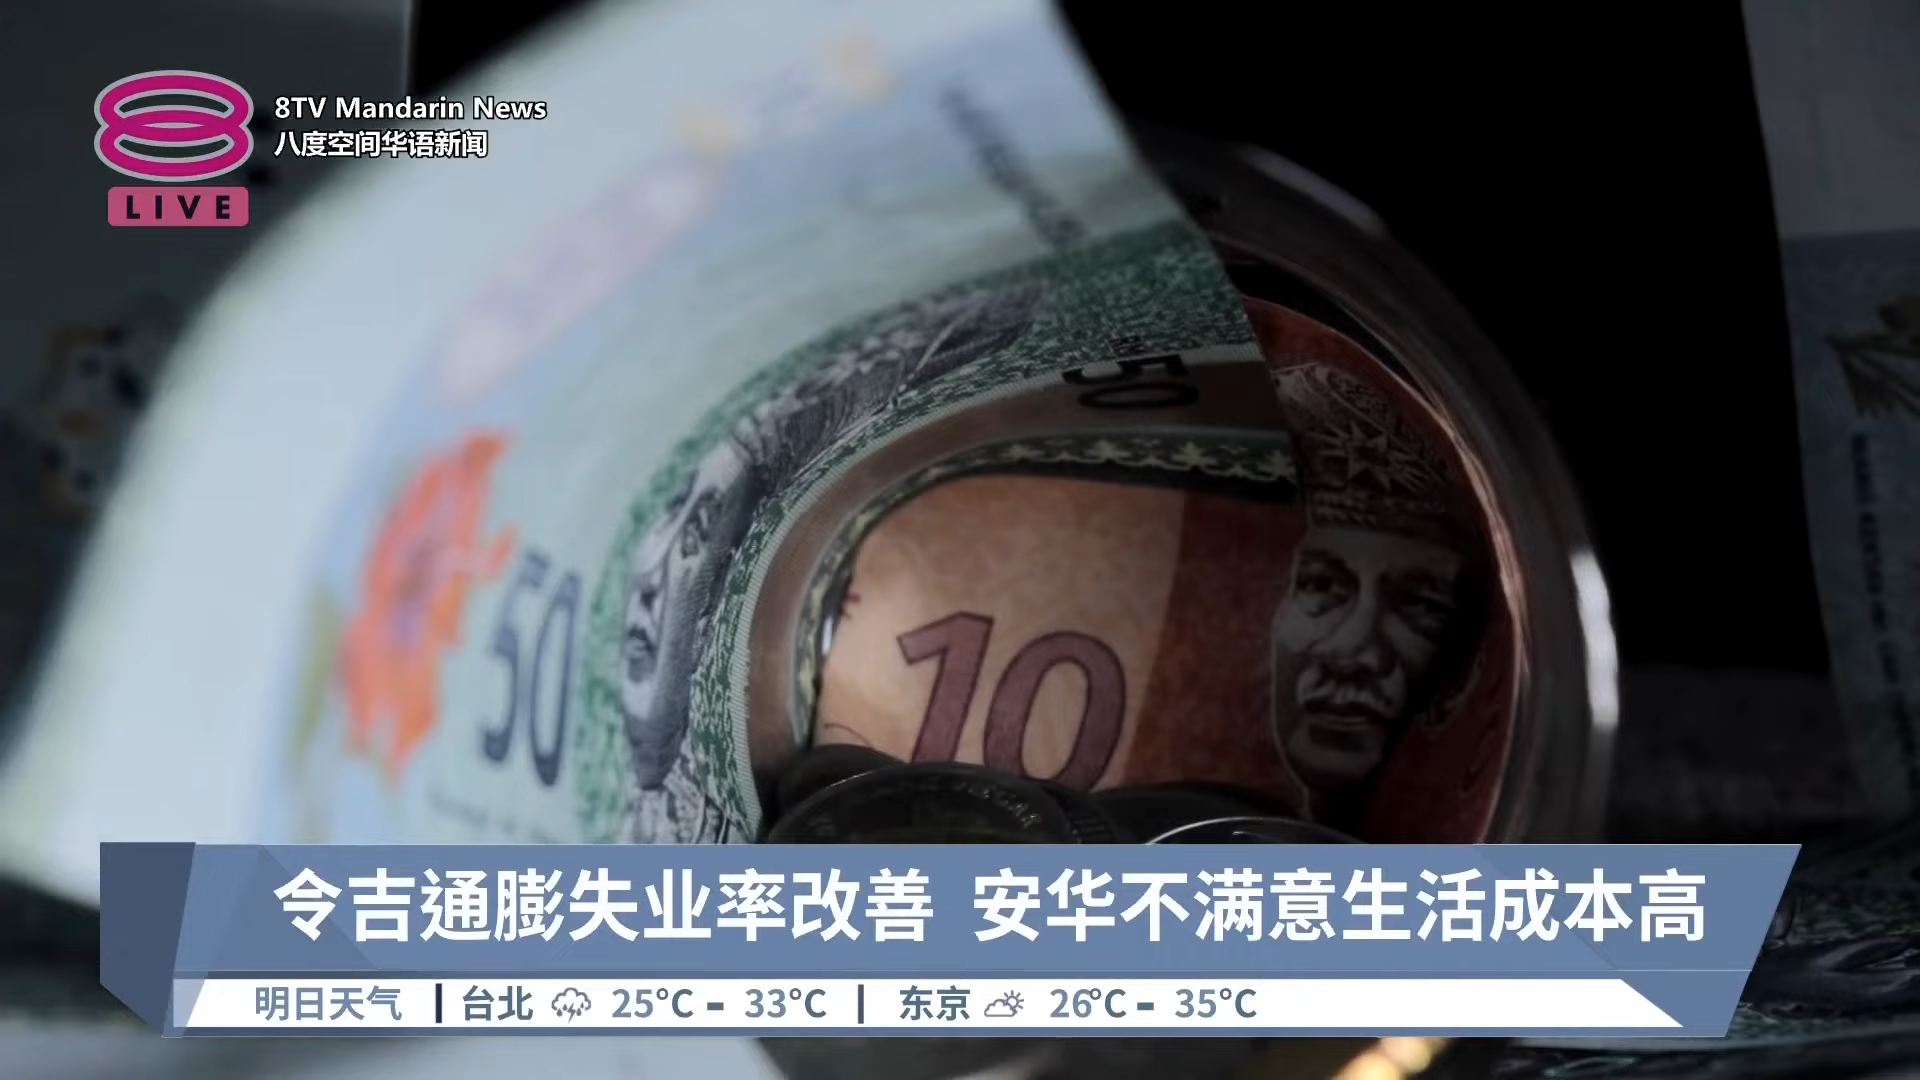 8TV Mandarin News
八度空间华语新闻
LIVE
50
50
10
令吉通膨失业率改善 安华不满意生活成本高
明日天气 | 台北 25°C - 33°C | 东京 26°C - 35°C